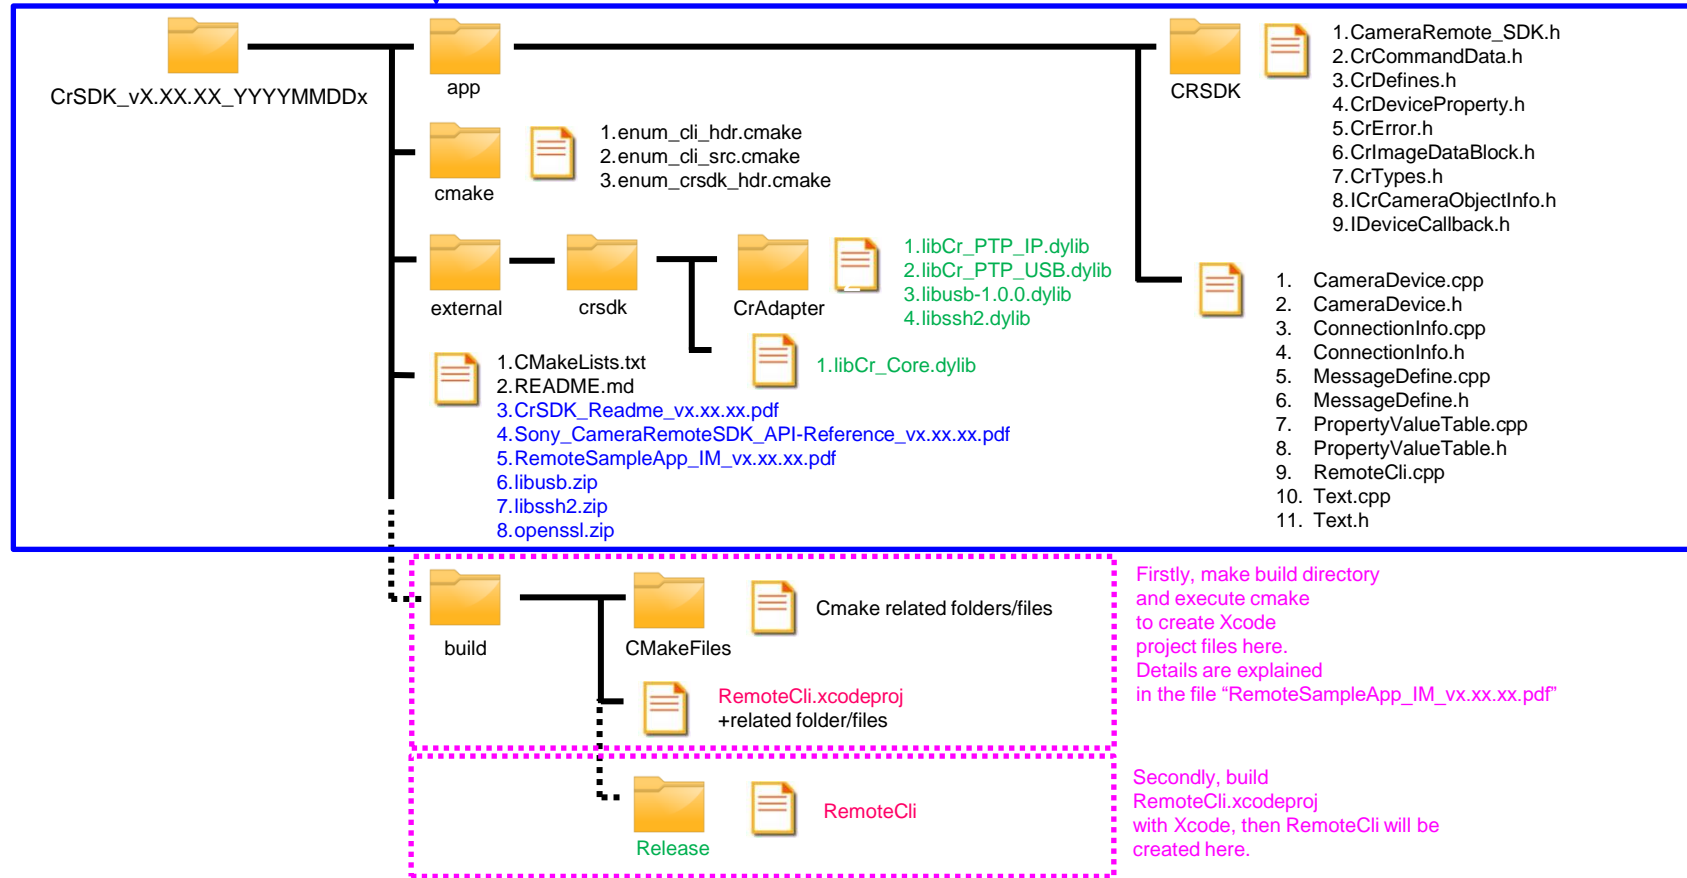 CrSDK_vX.XX.XX_YYYYMMDDx
app
CRSDK
1.CameraRemote_SDK.h
2.CrCommandData.h
3.CrDefines.h
4.CrDeviceProperty.h
5.CrError.h
6.CrImageDataBlock.h
7.CrTypes.h
8.ICrCameraObjectInfo.h
9.IDeviceCallback.h
cmake
1.enum_cli_hdr.cmake
2.enum_cli_src.cmake
3.enum_crsdk_hdr.cmake
external
crsdk
CrAdapter
1.libCr_PTP_IP.dylib
2.libCr_PTP_USB.dylib
3.libusb-1.0.0.dylib
4.libssh2.dylib
1.libCr_Core.dylib
1. CameraDevice.cpp
2. CameraDevice.h
3. ConnectionInfo.cpp
4. ConnectionInfo.h
5. MessageDefine.cpp
6. MessageDefine.h
7. PropertyValueTable.cpp
8. PropertyValueTable.h
9. RemoteCli.cpp
10. Text.cpp
11. Text.h
1.CMakeLists.txt
2.README.md
3.CrSDK_Readme_vx.xx.xx.pdf
4.Sony_CameraRemoteSDK_API-Reference_vx.xx.xx.pdf
5.RemoteSampleApp_IM_vx.xx.xx.pdf
6.libusb.zip
7.libssh2.zip
8.openssl.zip
build
CMakeFiles
Cmake related folders/files
RemoteCli.xcodeproj
+related folder/files
Firstly, make build directory
and execute cmake
to create Xcode
project files here.
Details are explained
in the file “RemoteSampleApp_IM_vx.xx.xx.pdf”
Release
RemoteCli
Secondly, build
RemoteCli.xcodeproj
with Xcode, then RemoteCli will be
created here.